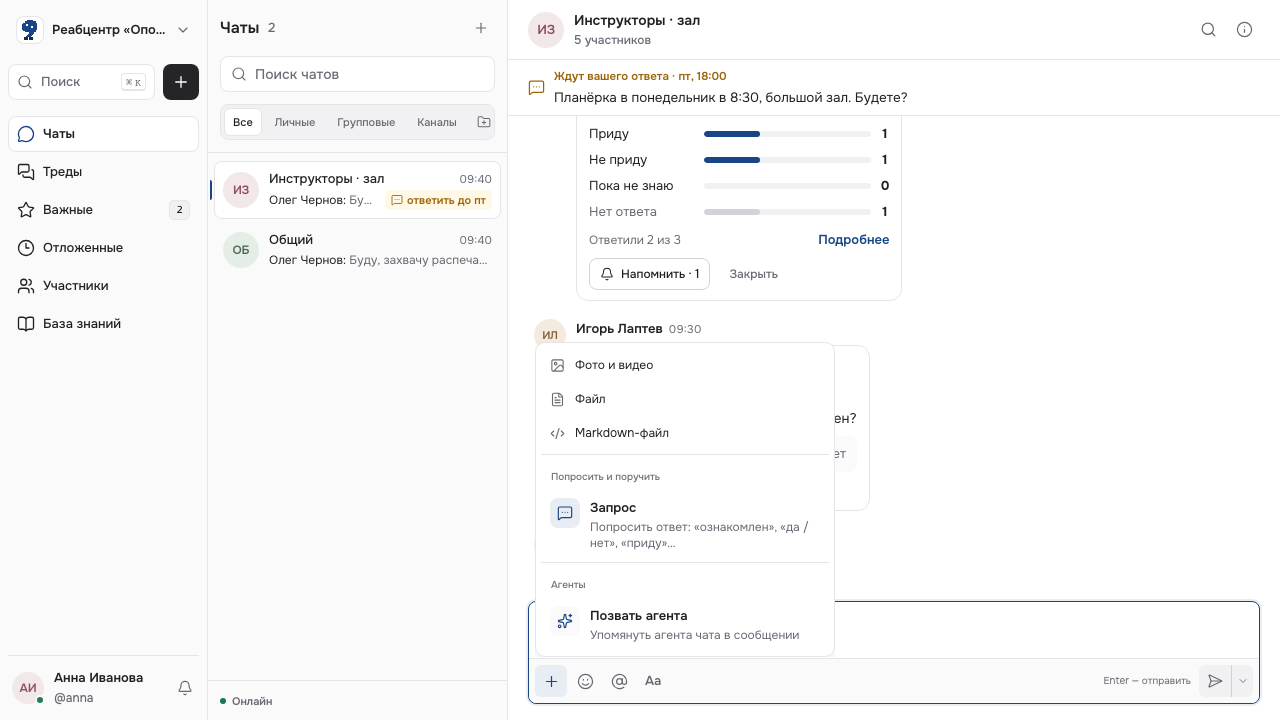 Реабцентр «Опо...
Поиск
⌘ K
Чаты
Треды
Важные
2
Отложенные
Участники
База знаний
АИ
Анна Иванова
@anna
Чаты 2
Поиск чатов
Все
Личные
Групповые
Каналы
ИЗ
Инструкторы · зал
09:40
Олег Чернов: Бу...
ответить до пт
ОБ
Общий
09:40
Олег Чернов: Буду, захвачу распеча...
Онлайн
ИЗ
Инструкторы · зал
5 участников
Ждут вашего ответа · пт, 18:00
Планёрка в понедельник в 8:30, большой зал. Будете?
Приду 1
Не приду 1
Пока не знаю 0
Нет ответа 1
Ответили 2 из 3
Подробнее
Напомнить · 1
Закрыть
ИЛ
Игорь Лаптев 09:30
ен?
ет
Фото и видео
Файл
Markdown-файл
Попросить и поручить
Запрос
Попросить ответ: «ознакомлен», «да /
нет», «приду»...
Агенты
Позвать агента
Упомянуть агента чата в сообщении
Aa
Enter — отправить